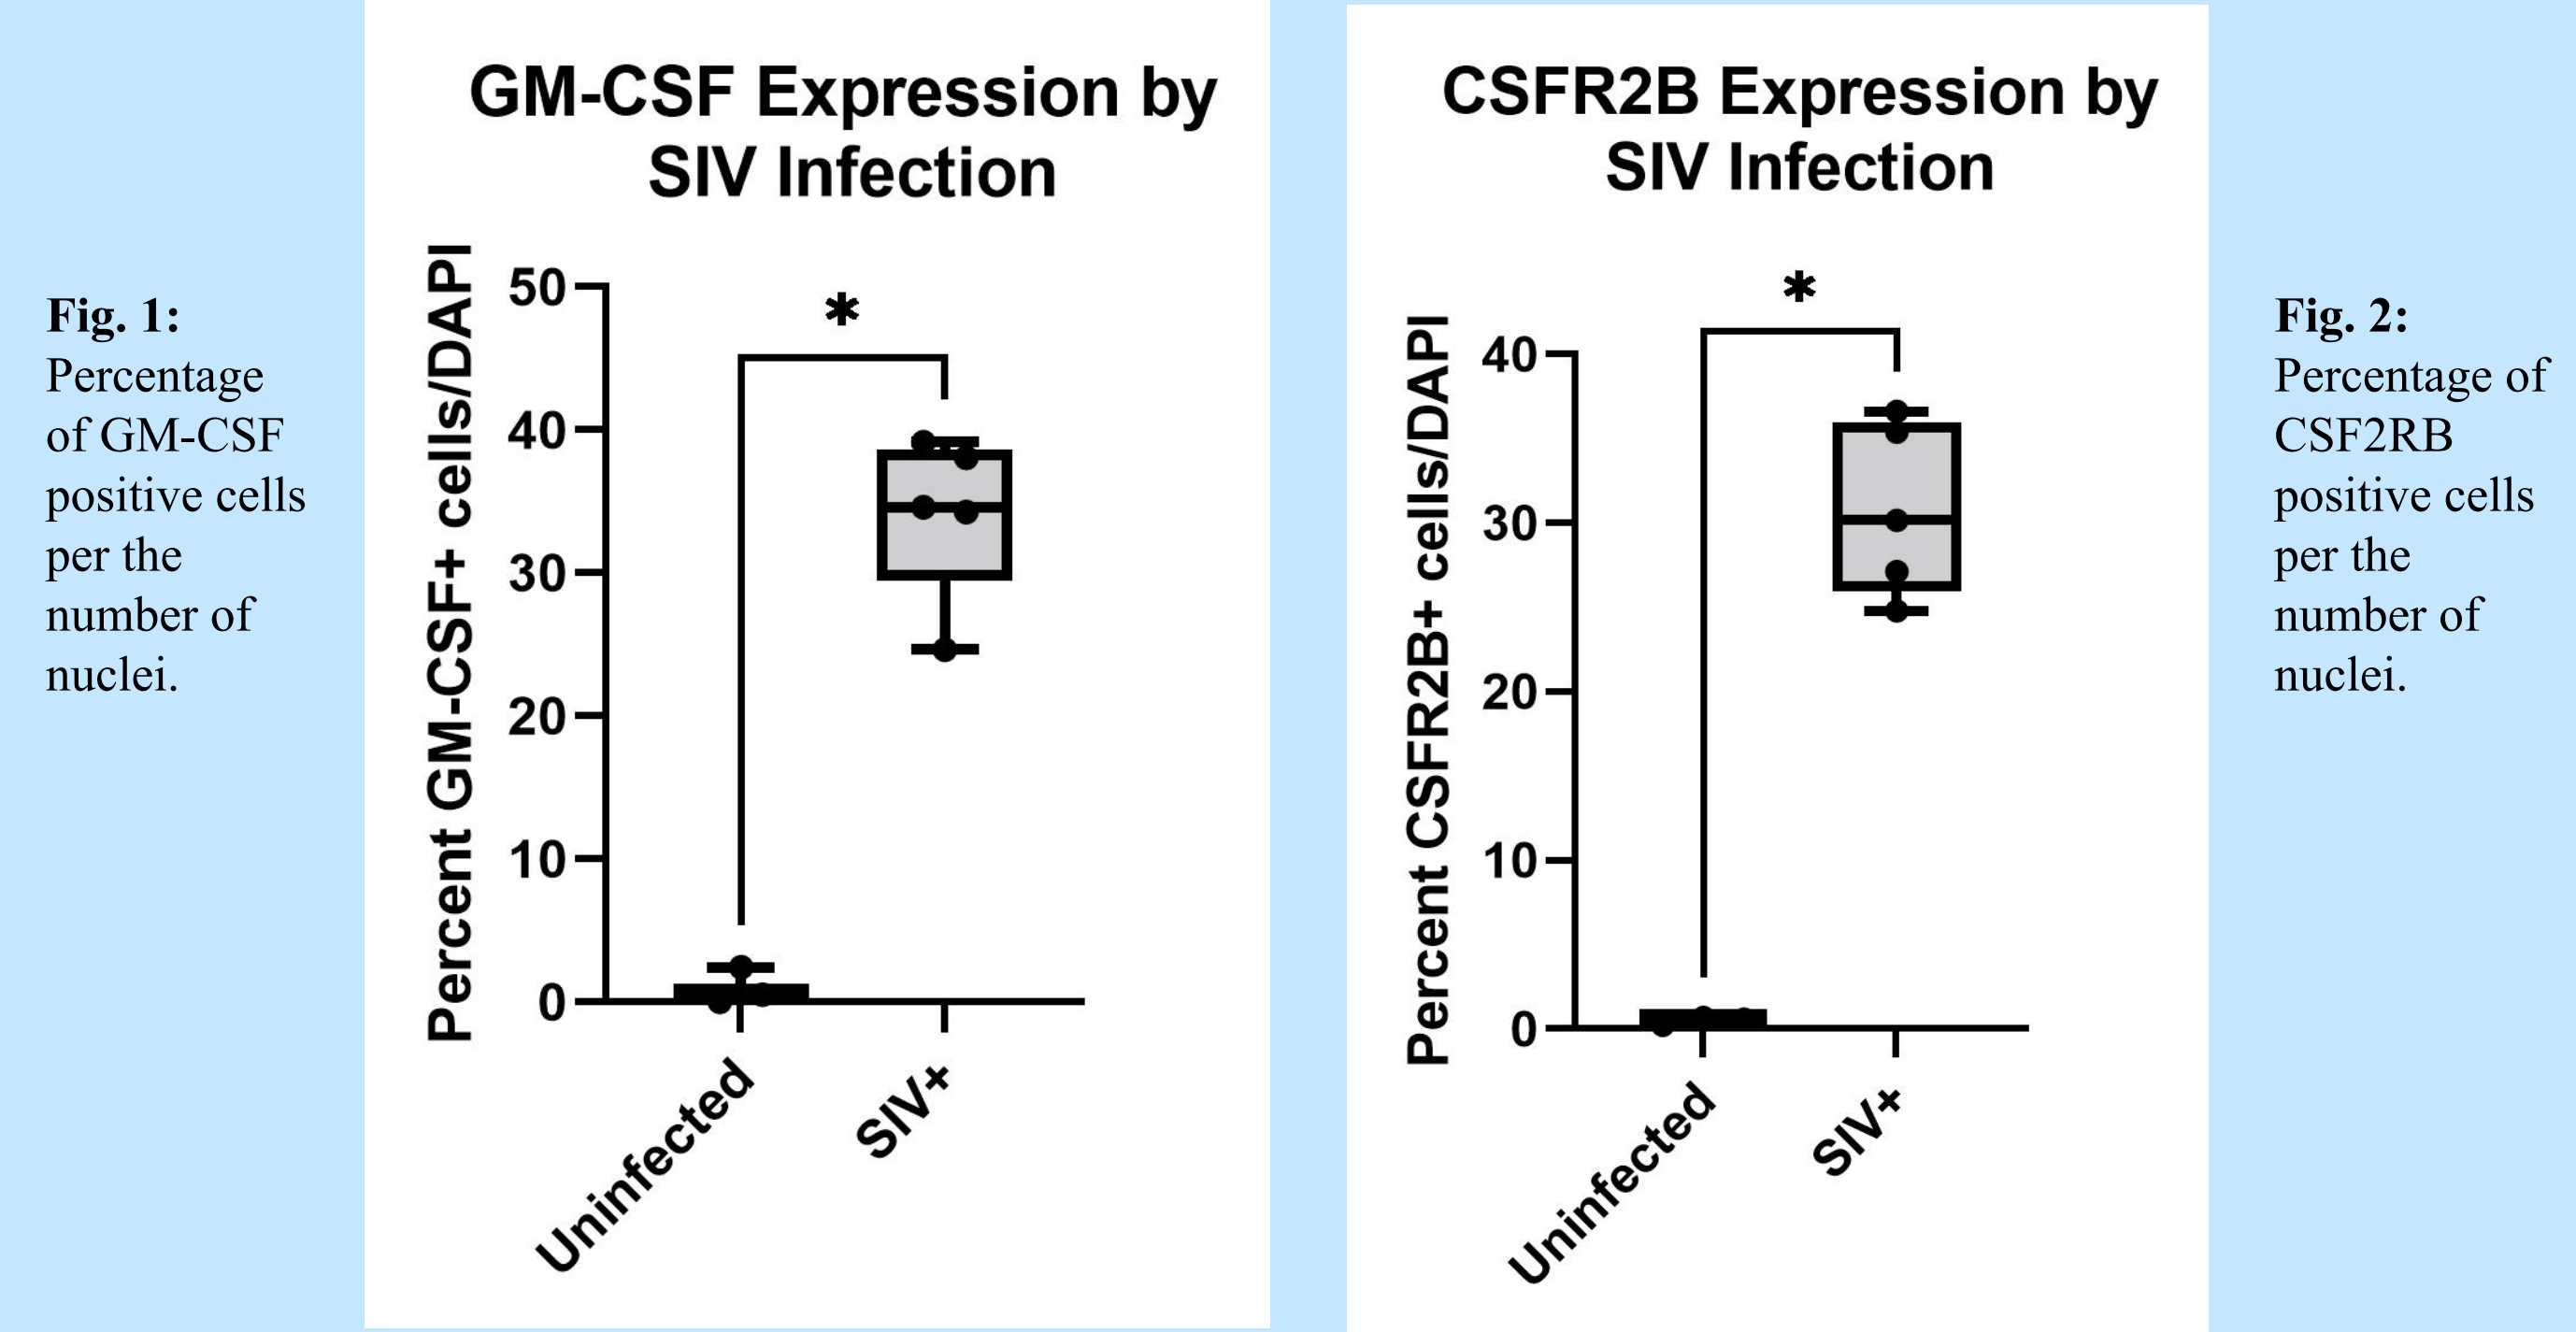 Fig. 1:
Percentage
of GM-CSF
positive cells
per the
number of
nuclei.
GM-CSF Expression by
SIV Infection
Percent GM-CSF+ cells/DAPI
50
40
30
20
10
0
*
Uninfected
SIV+
CSFR2B Expression by
SIV Infection
Percent CSFR2B+ cells/DAPI
40
30
20
10
0
*
Uninfected
SIV+
Fig. 2:
Percentage of
CSF2RB
positive cells
per the
number of
nuclei.